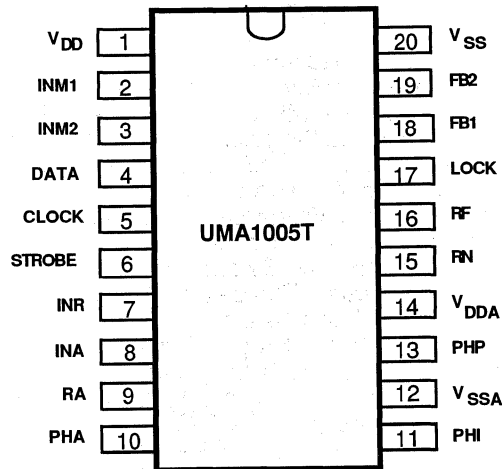 VDD 1 20 VSS
INM1 2 19 FB2
INM2 3 18 FB1
DATA 4 17 LOCK
CLOCK 5 16 RF
UMA1005T
STROBE 6 15 RN
INR 7 14 VDDA
INA 8 13 PHP
RA 9 12 VSSA
PHA 10 11 PHI